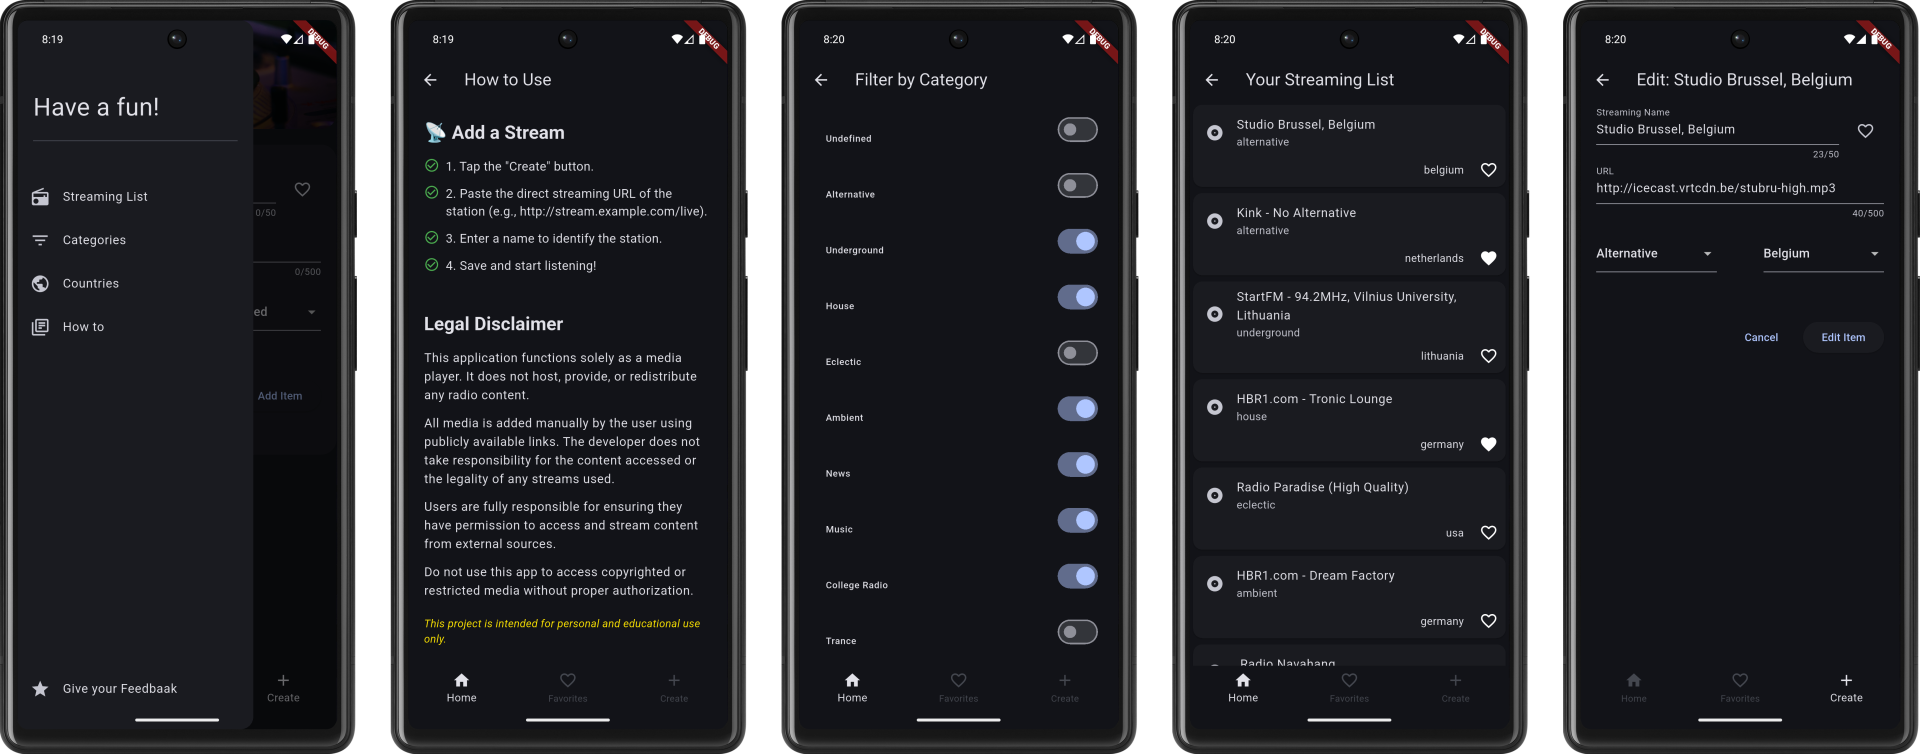 8:19
DEBUG
Have a fun!
Streaming List
0/50
Categories
0/500
Countries
ed
How to
Add Item
Give your Feedbaak
Create
8:19
DEBUG
How to Use
📡 Add a Stream
1. Tap the "Create" button.
2. Paste the direct streaming URL of the
station (e.g., http://stream.example.com/live).
3. Enter a name to identify the station.
4. Save and start listening!
Legal Disclaimer
This application functions solely as a media
player. It does not host, provide, or redistribute
any radio content.
All media is added manually by the user using
publicly available links. The developer does not
take responsibility for the content accessed or
the legality of any streams used.
Users are fully responsible for ensuring they
have permission to access and stream content
from external sources.
Do not use this app to access copyrighted or
restricted media without proper authorization.
This project is intended for personal and educational use
only.
Home Favorites Create
8:20
DEBUG
Filter by Category
Undefined
Alternative
Underground
House
Eclectic
Ambient
News
Music
College Radio
Trance
Home Favorites Create
8:20
DEBUG
Your Streaming List
Studio Brussel, Belgium
alternative
belgium
Kink - No Alternative
alternative
netherlands
StartFM - 94.2MHz, Vilnius University,
Lithuania
underground
lithuania
HBR1.com - Tronic Lounge
house
germany
Radio Paradise (High Quality)
eclectic
usa
HBR1.com - Dream Factory
ambient
germany
Radio Navahang
Home Favorites Create
8:20
DEBUG
Edit: Studio Brussel, Belgium
Streaming Name
Studio Brussel, Belgium
23/50
URL
http://icecast.vrtcdn.be/stubru-high.mp3
40/500
Alternative Belgium
Cancel Edit Item
Home Favorites Create